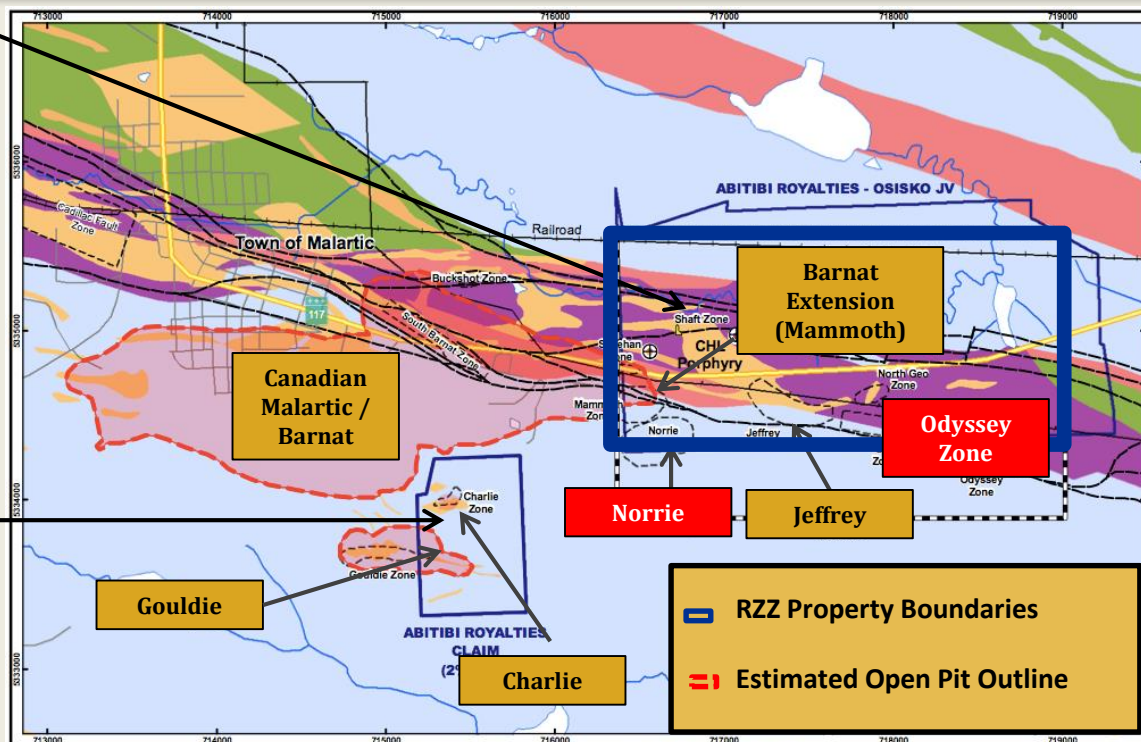 713000 714000 715000 716000 717000 718000 719000
5336000
5335000
5334000
5333000
ABITIBI ROYALTIES - OSISKO JV
Cadillac Fault
Zone
Town of Malartic
Railroad
Buckshot Zone
117
South Barnat Zone
Shaft Zone
CHL
Porphyry
Barnat
Extension
(Mammoth)
North Geo
Zone
Canadian
Malartic /
Barnat
Norrie
Jeffrey
Odyssey
Zone
Odyssey
Zone
Charlie
Zone
Norrie
Jeffrey
Gouldie Zone
Gouldie
ABITIBI ROYALTIES
CLAIM
Charlie
RZZ Property Boundaries
Estimated Open Pit Outline
713000 714000 715000 716000 717000 718000 719000